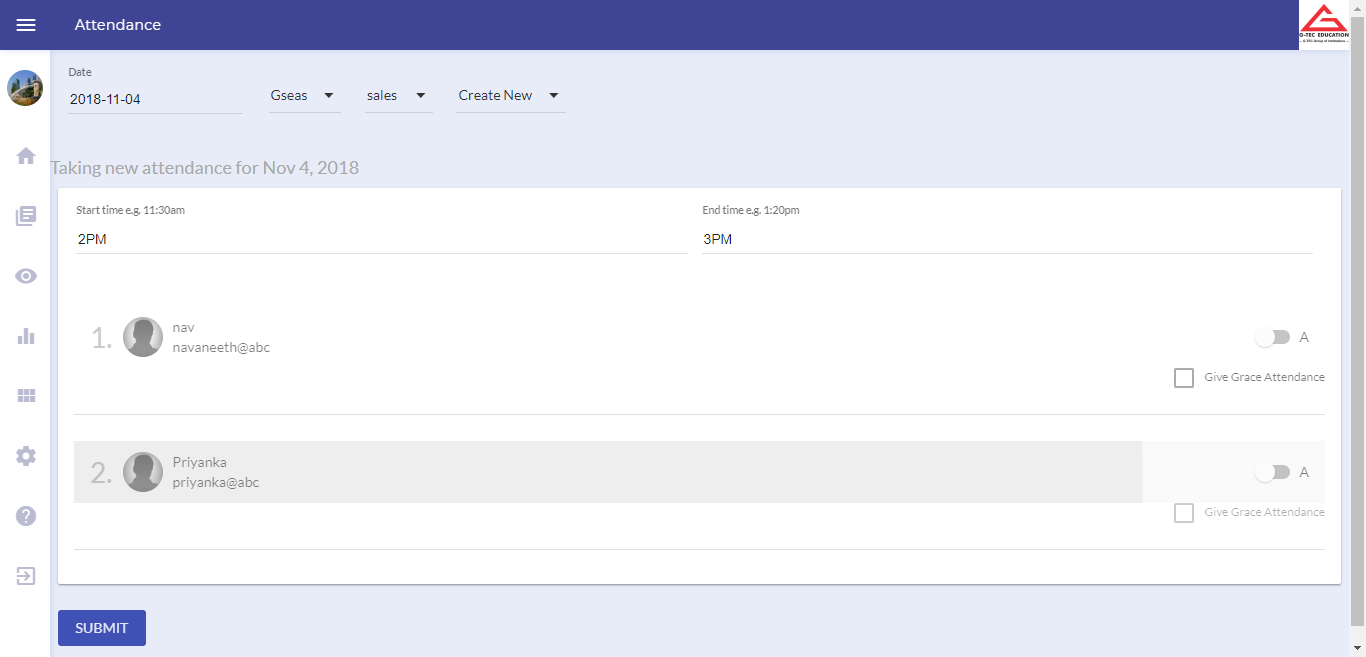 Attendance
G-TEC EDUCATION
Date
2018-11-04
Gseas
sales
Create New
Taking new attendance for Nov 4, 2018
Start time e.g. 11:30am
End time e.g. 1:20pm
2PM
3PM
1.
nav
navaneeth@abc
A
Give Grace Attendance
2.
Priyanka
priyanka@abc
A
Give Grace Attendance
SUBMIT